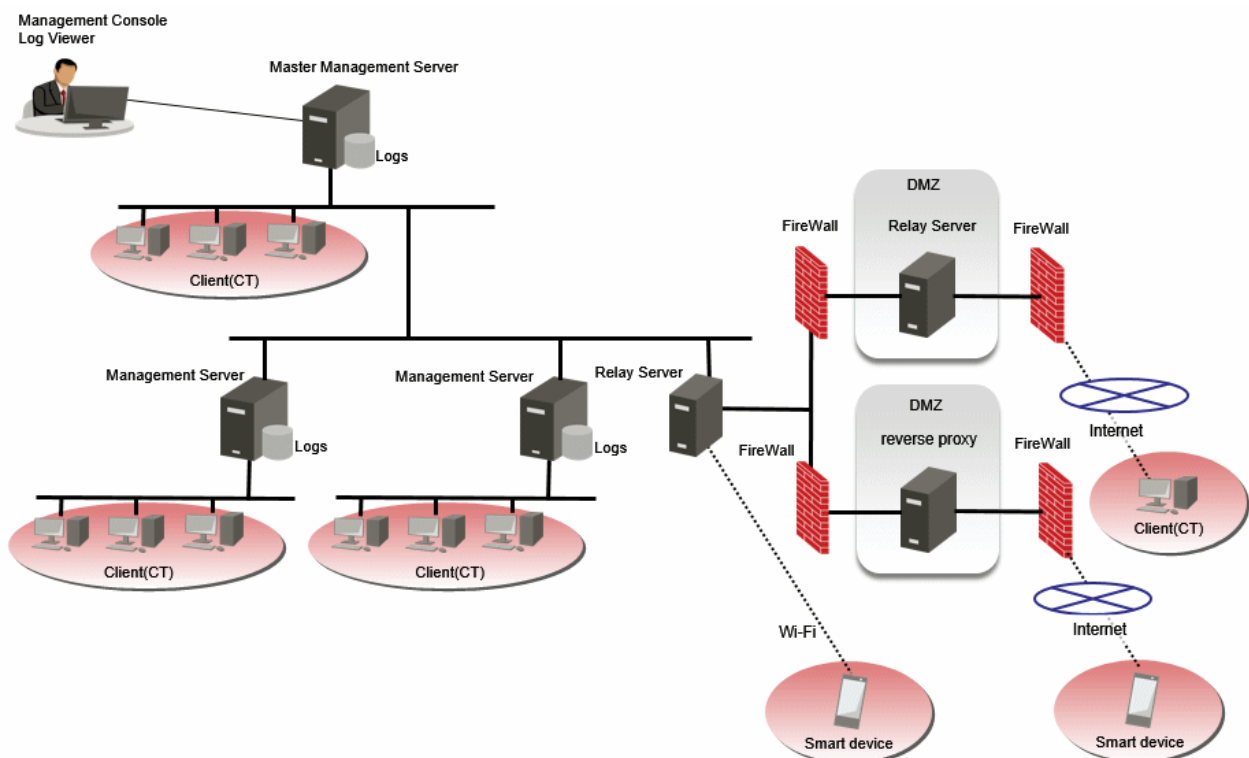 Management Console
Log Viewer
Master Management Server
Logs
Client(CT)
DMZ
Relay Server
FireWall
FireWall
Management Server
Logs
Management Server
Logs
Relay Server
Internet
DMZ
reverse proxy
FireWall
FireWall
Client(CT)
Client(CT)
Client(CT)
Wi-Fi
Internet
Smart device
Smart device